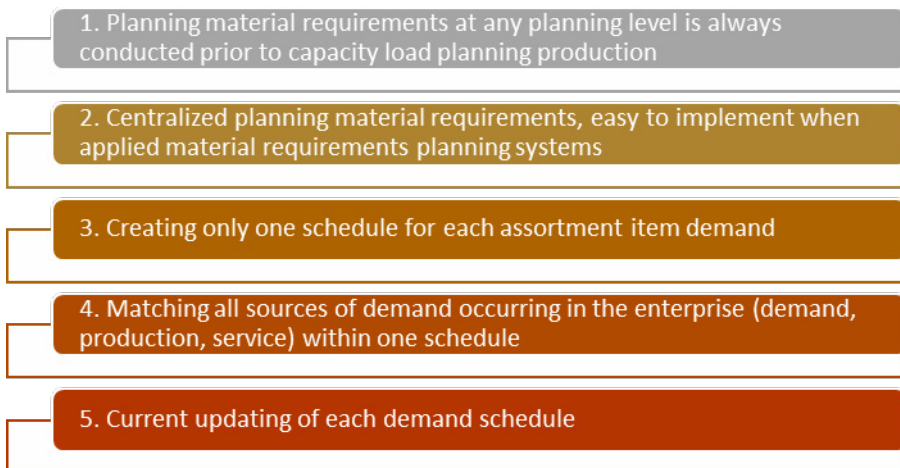 1. Planning material requirements at any planning level is always
conducted prior to capacity load planning production
2. Centralized planning material requirements, easy to implement when
applied material requirements planning systems
3. Creating only one schedule for each assortment item demand
4. Matching all sources of demand occurring in the enterprise (demand,
production, service) within one schedule
5. Current updating of each demand schedule